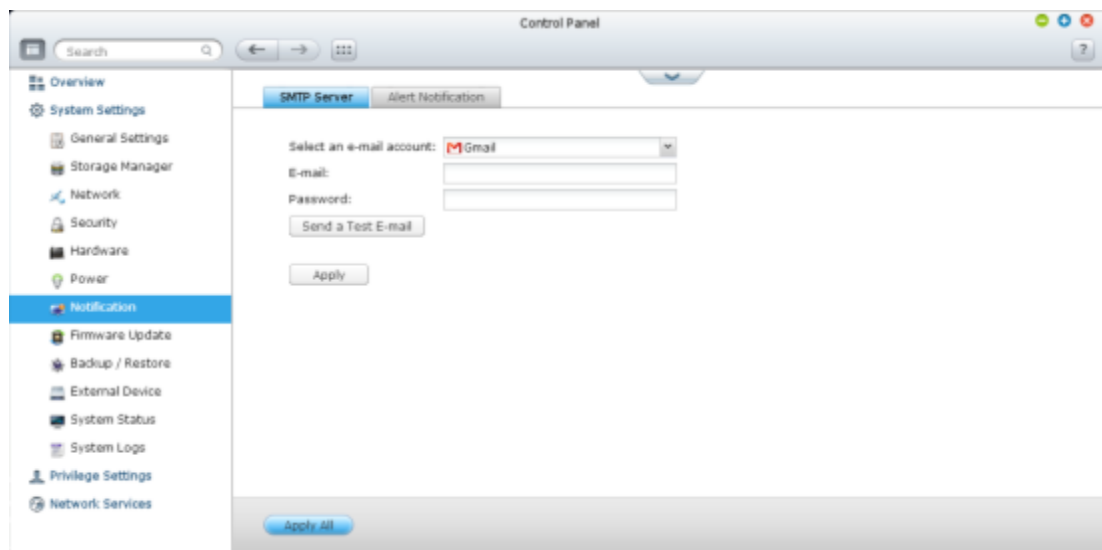 Control Panel
Search
?
Overview
System Settings
General Settings
Storage Manager
Network
Security
Hardware
Power
Notification
Firmware Update
Backup / Restore
External Device
System Status
System Logs
Privilege Settings
Network Services
SMTP Server
Alert Notification
Select an e-mail account: Gmail
E-mail:
Password:
Send a Test E-mail
Apply
Apply All